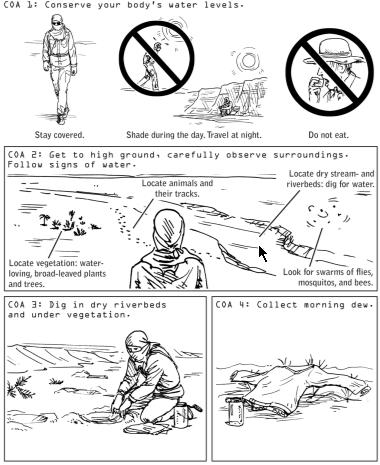 COA 1: Conserve your body's water levels.
Stay covered.
Shade during the day. Travel at night.
Do not eat.
COA 2: Get to high ground, carefully observe surroundings.
Follow signs of water.
Locate animals and
their tracks.
Locate dry stream- and
riverbeds: dig for water.
Locate vegetation: water-
loving, broad-leaved plants
and trees.
Look for swarms of flies,
mosquitos, and bees.
COA 3: Dig in dry riverbeds
and under vegetation.
COA 4: Collect morning dew.